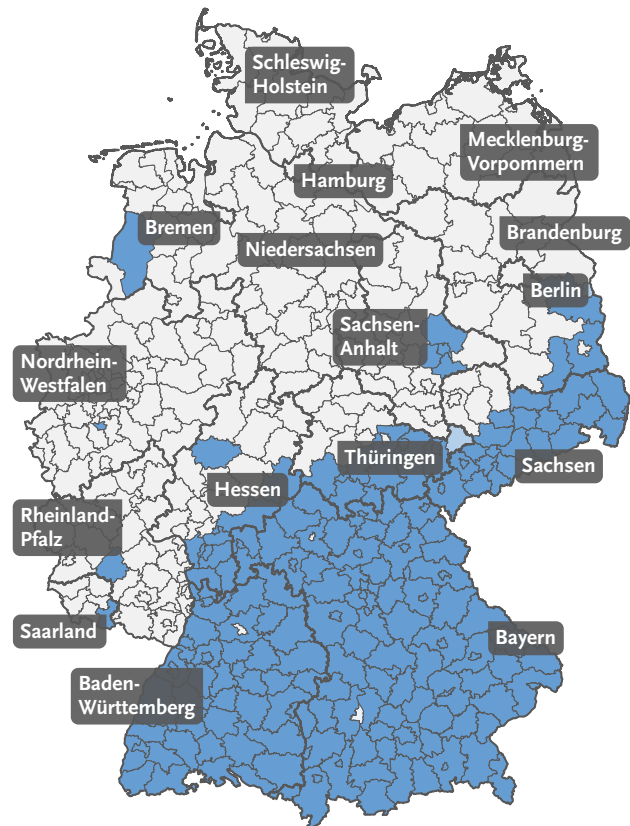 Schleswig-
Holstein
Mecklenburg-
Vorpommern
Hamburg
Bremen
Niedersachsen
Brandenburg
Berlin
Sachsen-
Anhalt
Nordrhein-
Westfalen
Thüringen
Sachsen
Hessen
Rheinland-
Pfalz
Saarland
Bayern
Baden-
Württemberg